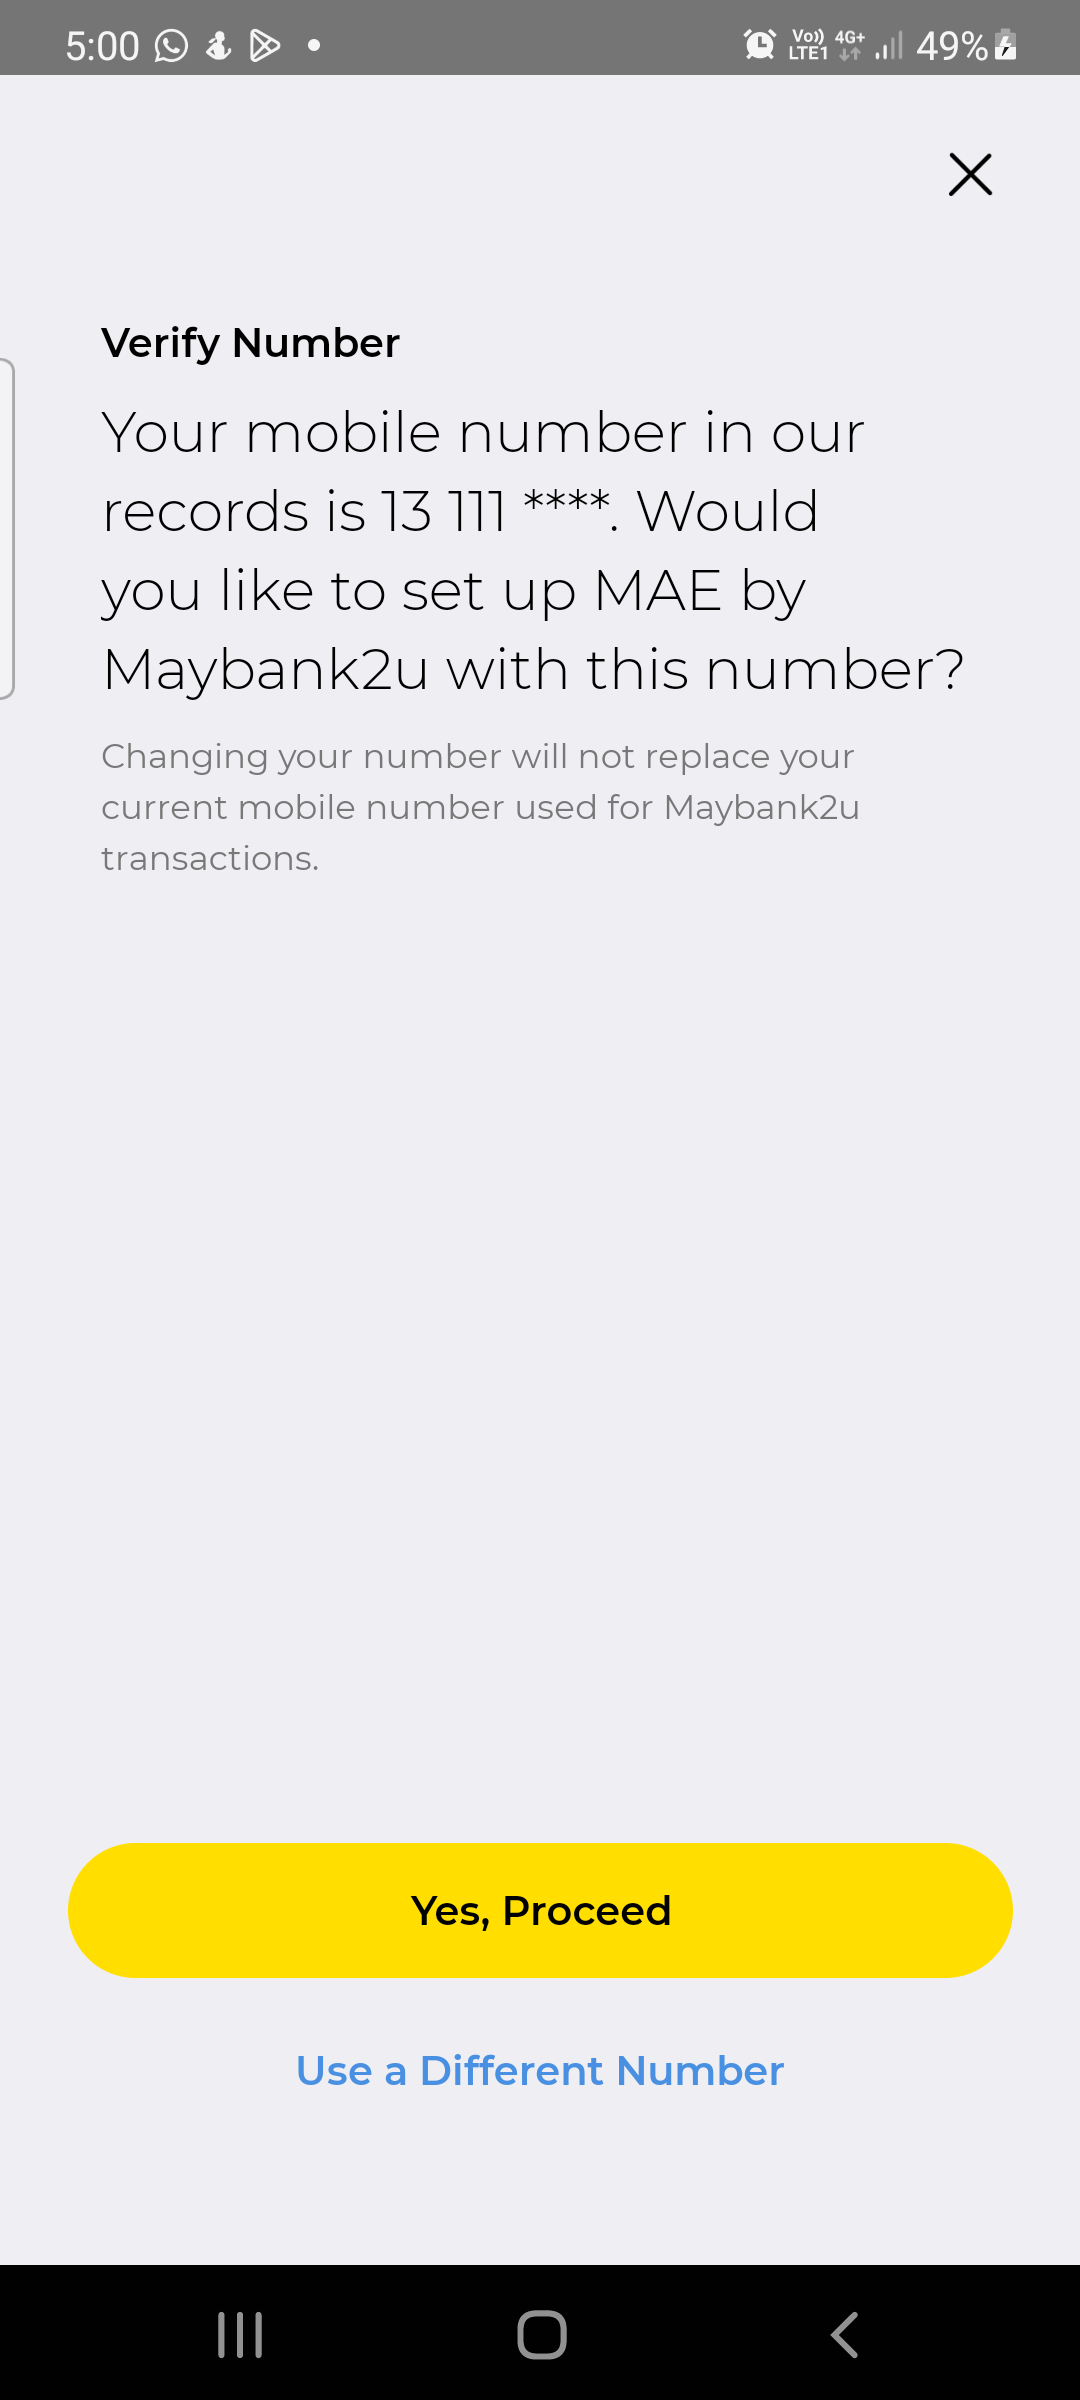 5:00
Vo)) LTE1 4G+ 49%
Verify Number
Your mobile number in our
records is 13 111 ****. Would
you like to set up MAE by
Maybank2u with this number?
Changing your number will not replace your
current mobile number used for Maybank2u
transactions.
Yes, Proceed
Use a Different Number